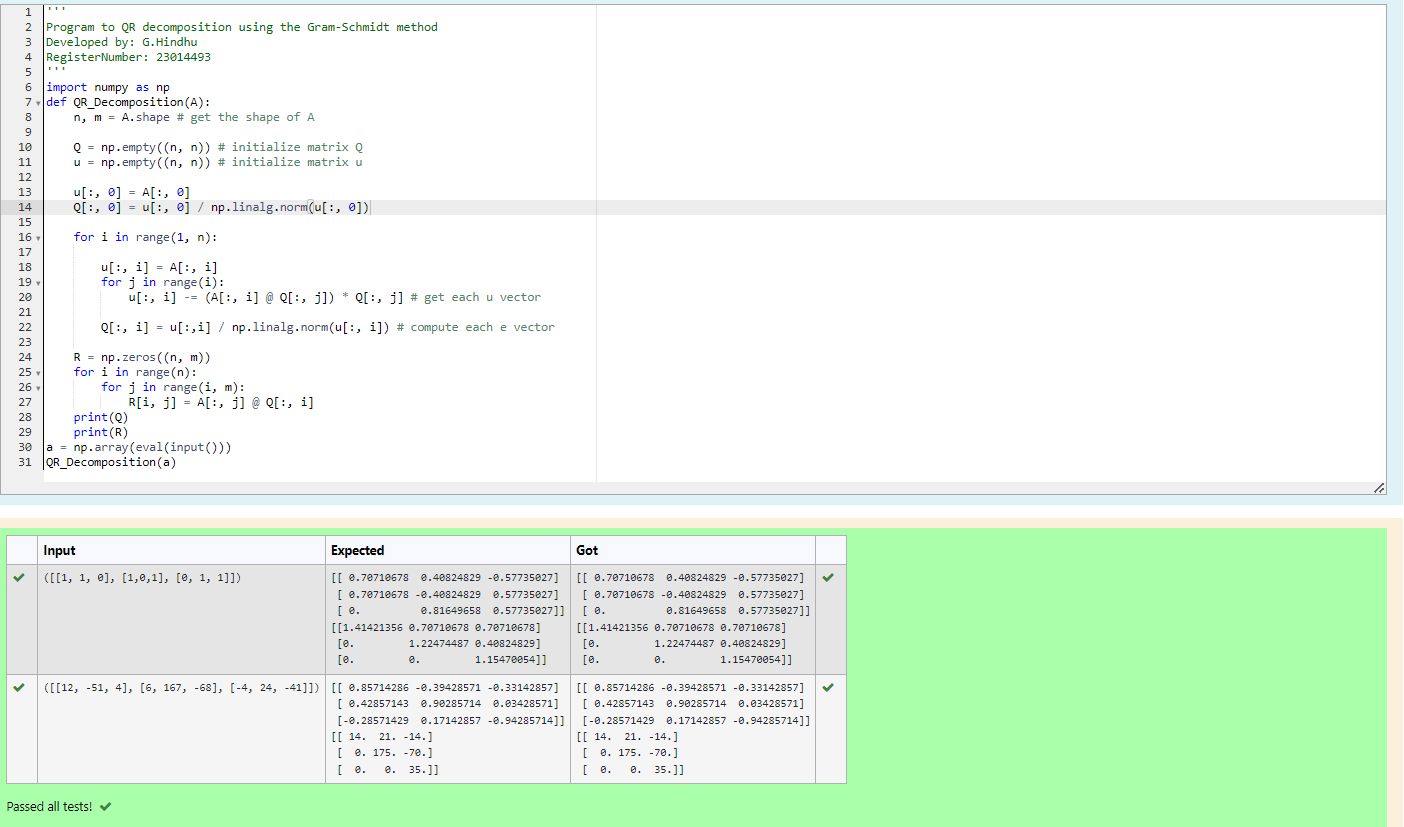 1 '''
2 Program to QR decomposition using the Gram-Schmidt method
3 Developed by: G.Hindhu
4 RegisterNumber: 23014493
5 '''
6 import numpy as np
7 def QR_Decomposition(A):
8     n, m = A.shape # get the shape of A
9
10     Q = np.empty((n, n)) # initialize matrix Q
11     u = np.empty((n, n)) # initialize matrix u
12
13     u[:, 0] = A[:, 0]
14     Q[:, 0] = u[:, 0] / np.linalg.norm(u[:, 0])
15
16     for i in range(1, n):
17
18         u[:, i] = A[:, i]
19         for j in range(i):
20             u[:, i] -= (A[:, i] @ Q[:, j]) * Q[:, j] # get each u vector
21
22         Q[:, i] = u[:,i] / np.linalg.norm(u[:, i]) # compute each e vector
23
24     R = np.zeros((n, m))
25     for i in range(n):
26         for j in range(i, m):
27             R[i, j] = A[:, j] @ Q[:, i]
28     print(Q)
29     print(R)
30 a = np.array(eval(input()))
31 QR_Decomposition(a)
Input Expected Got
([[1, 1, 0], [1,0,1], [0, 1, 1]]) [[ 0.70710678  0.40824829 -0.57735027] [[ 0.70710678  0.40824829 -0.57735027]
[ 0.70710678 -0.40824829  0.57735027] [ 0.70710678 -0.40824829  0.57735027]
[ 0.          0.81649658  0.57735027]] [ 0.          0.81649658  0.57735027]]
[[1.41421356 0.70710678 0.70710678] [[1.41421356 0.70710678 0.70710678]
[0.         1.22474487 0.40824829] [0.         1.22474487 0.40824829]
[0.         0.         1.15470054]] [0.         0.         1.15470054]]
([[12, -51, 4], [6, 167, -68], [-4, 24, -41]]) [[ 0.85714286 -0.39428571 -0.33142857] [[ 0.85714286 -0.39428571 -0.33142857]
[ 0.42857143  0.90285714  0.03428571] [ 0.42857143  0.90285714  0.03428571]
[-0.28571429  0.17142857 -0.94285714]] [-0.28571429  0.17142857 -0.94285714]]
[[ 14.  21. -14.] [[ 14.  21. -14.]
[  0. 175. -70.] [  0. 175. -70.]
[  0.   0.  35.]] [  0.   0.  35.]]
Passed all tests!